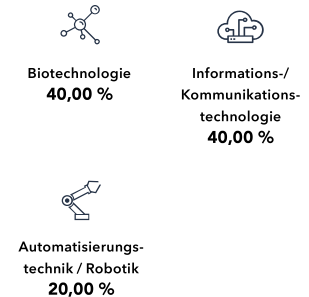 Biotechnologie
40,00 %
Informations-/
Kommunikations-
technologie
40,00 %
Automatisierungs-
technik / Robotik
20,00 %